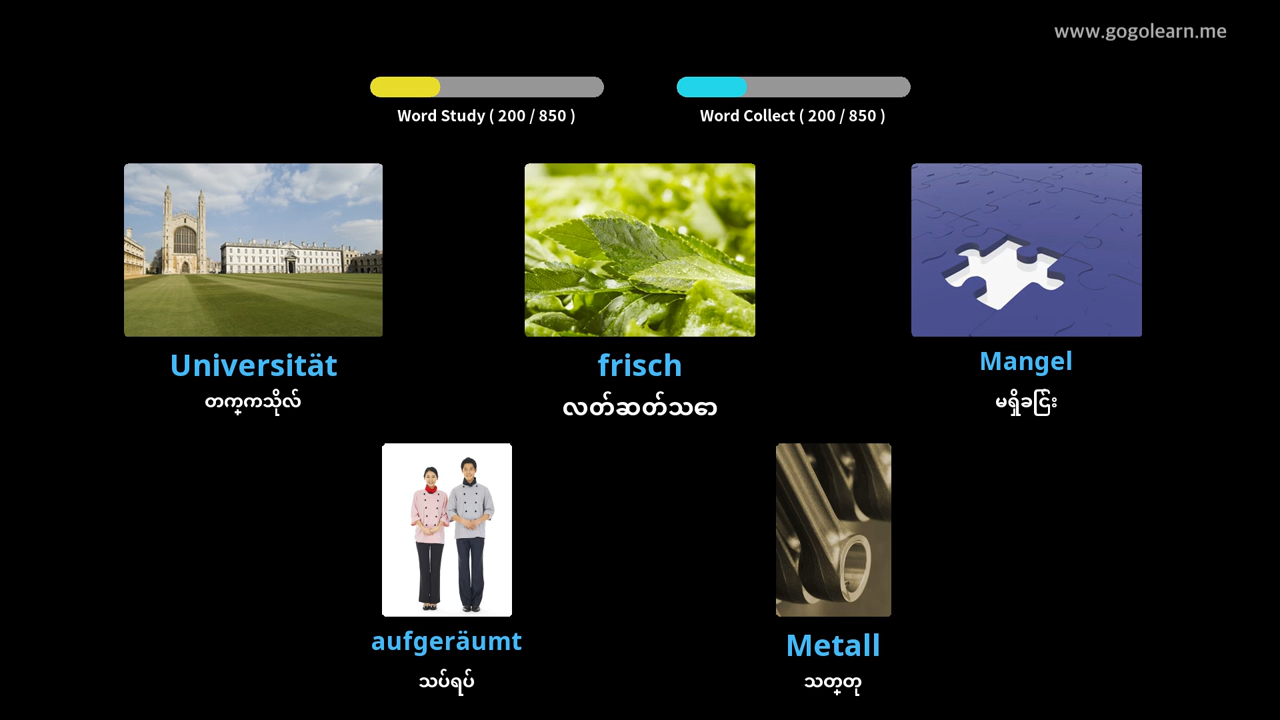 www.gogolearn.me
Word Study ( 200 / 850 )
Word Collect ( 200 / 850 )
Universität
frisch
Mangel
တက္ကသိုလ်
လတ်ဆတ်သော
မရှိခြင်း
aufgeräumt
Metall
သပ်ရပ်
သတ္တု